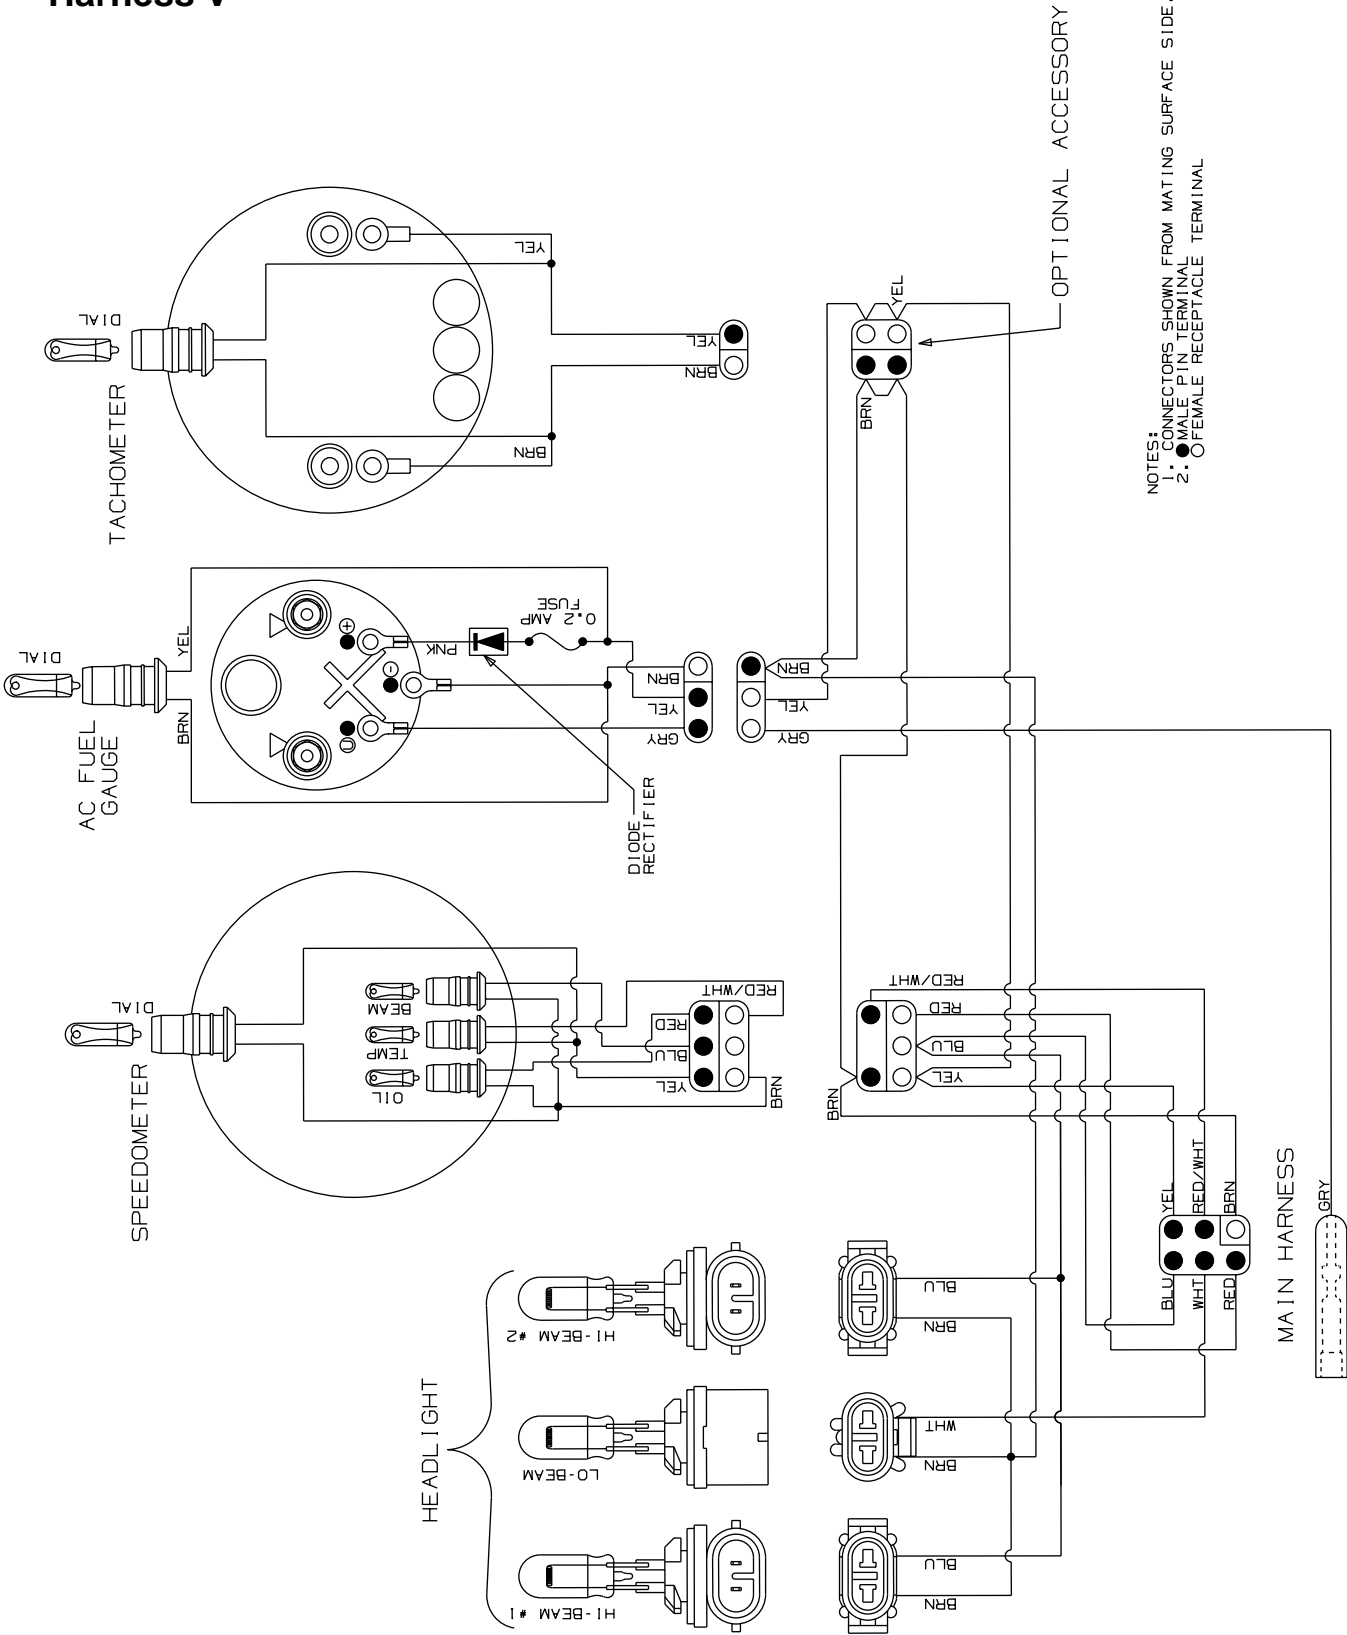 Harness V
OPTIONAL ACCESSORY
NOTES:
1. CONNECTORS SHOWN FROM MATING SURFACE SIDE.
2. ●MALE PIN TERMINAL
○FEMALE RECEPTACLE TERMINAL
TACHOMETER
DIAL
YEL
BRN
YEL
BRN
YEL
BRN
AC FUEL
GAUGE
DIAL
YEL
BRN
+
-
U
PNK
0.2 AMP
FUSE
DIODE
RECTIFIER
BRN
YEL
GRY
BRN
YEL
GRY
SPEEDOMETER
DIAL
BEAM
TEMP
OIL
RED/WHT
RED
BLU
YEL
BRN
RED/WHT
RED
BLU
YEL
BRN
HEADLIGHT
HI-BEAM #2
LO-BEAM
HI-BEAM #1
BLU
BRN
WHT
BRN
BLU
BRN
YEL
RED/WHT
BRN
BLU
WHT
RED
MAIN HARNESS
GRY